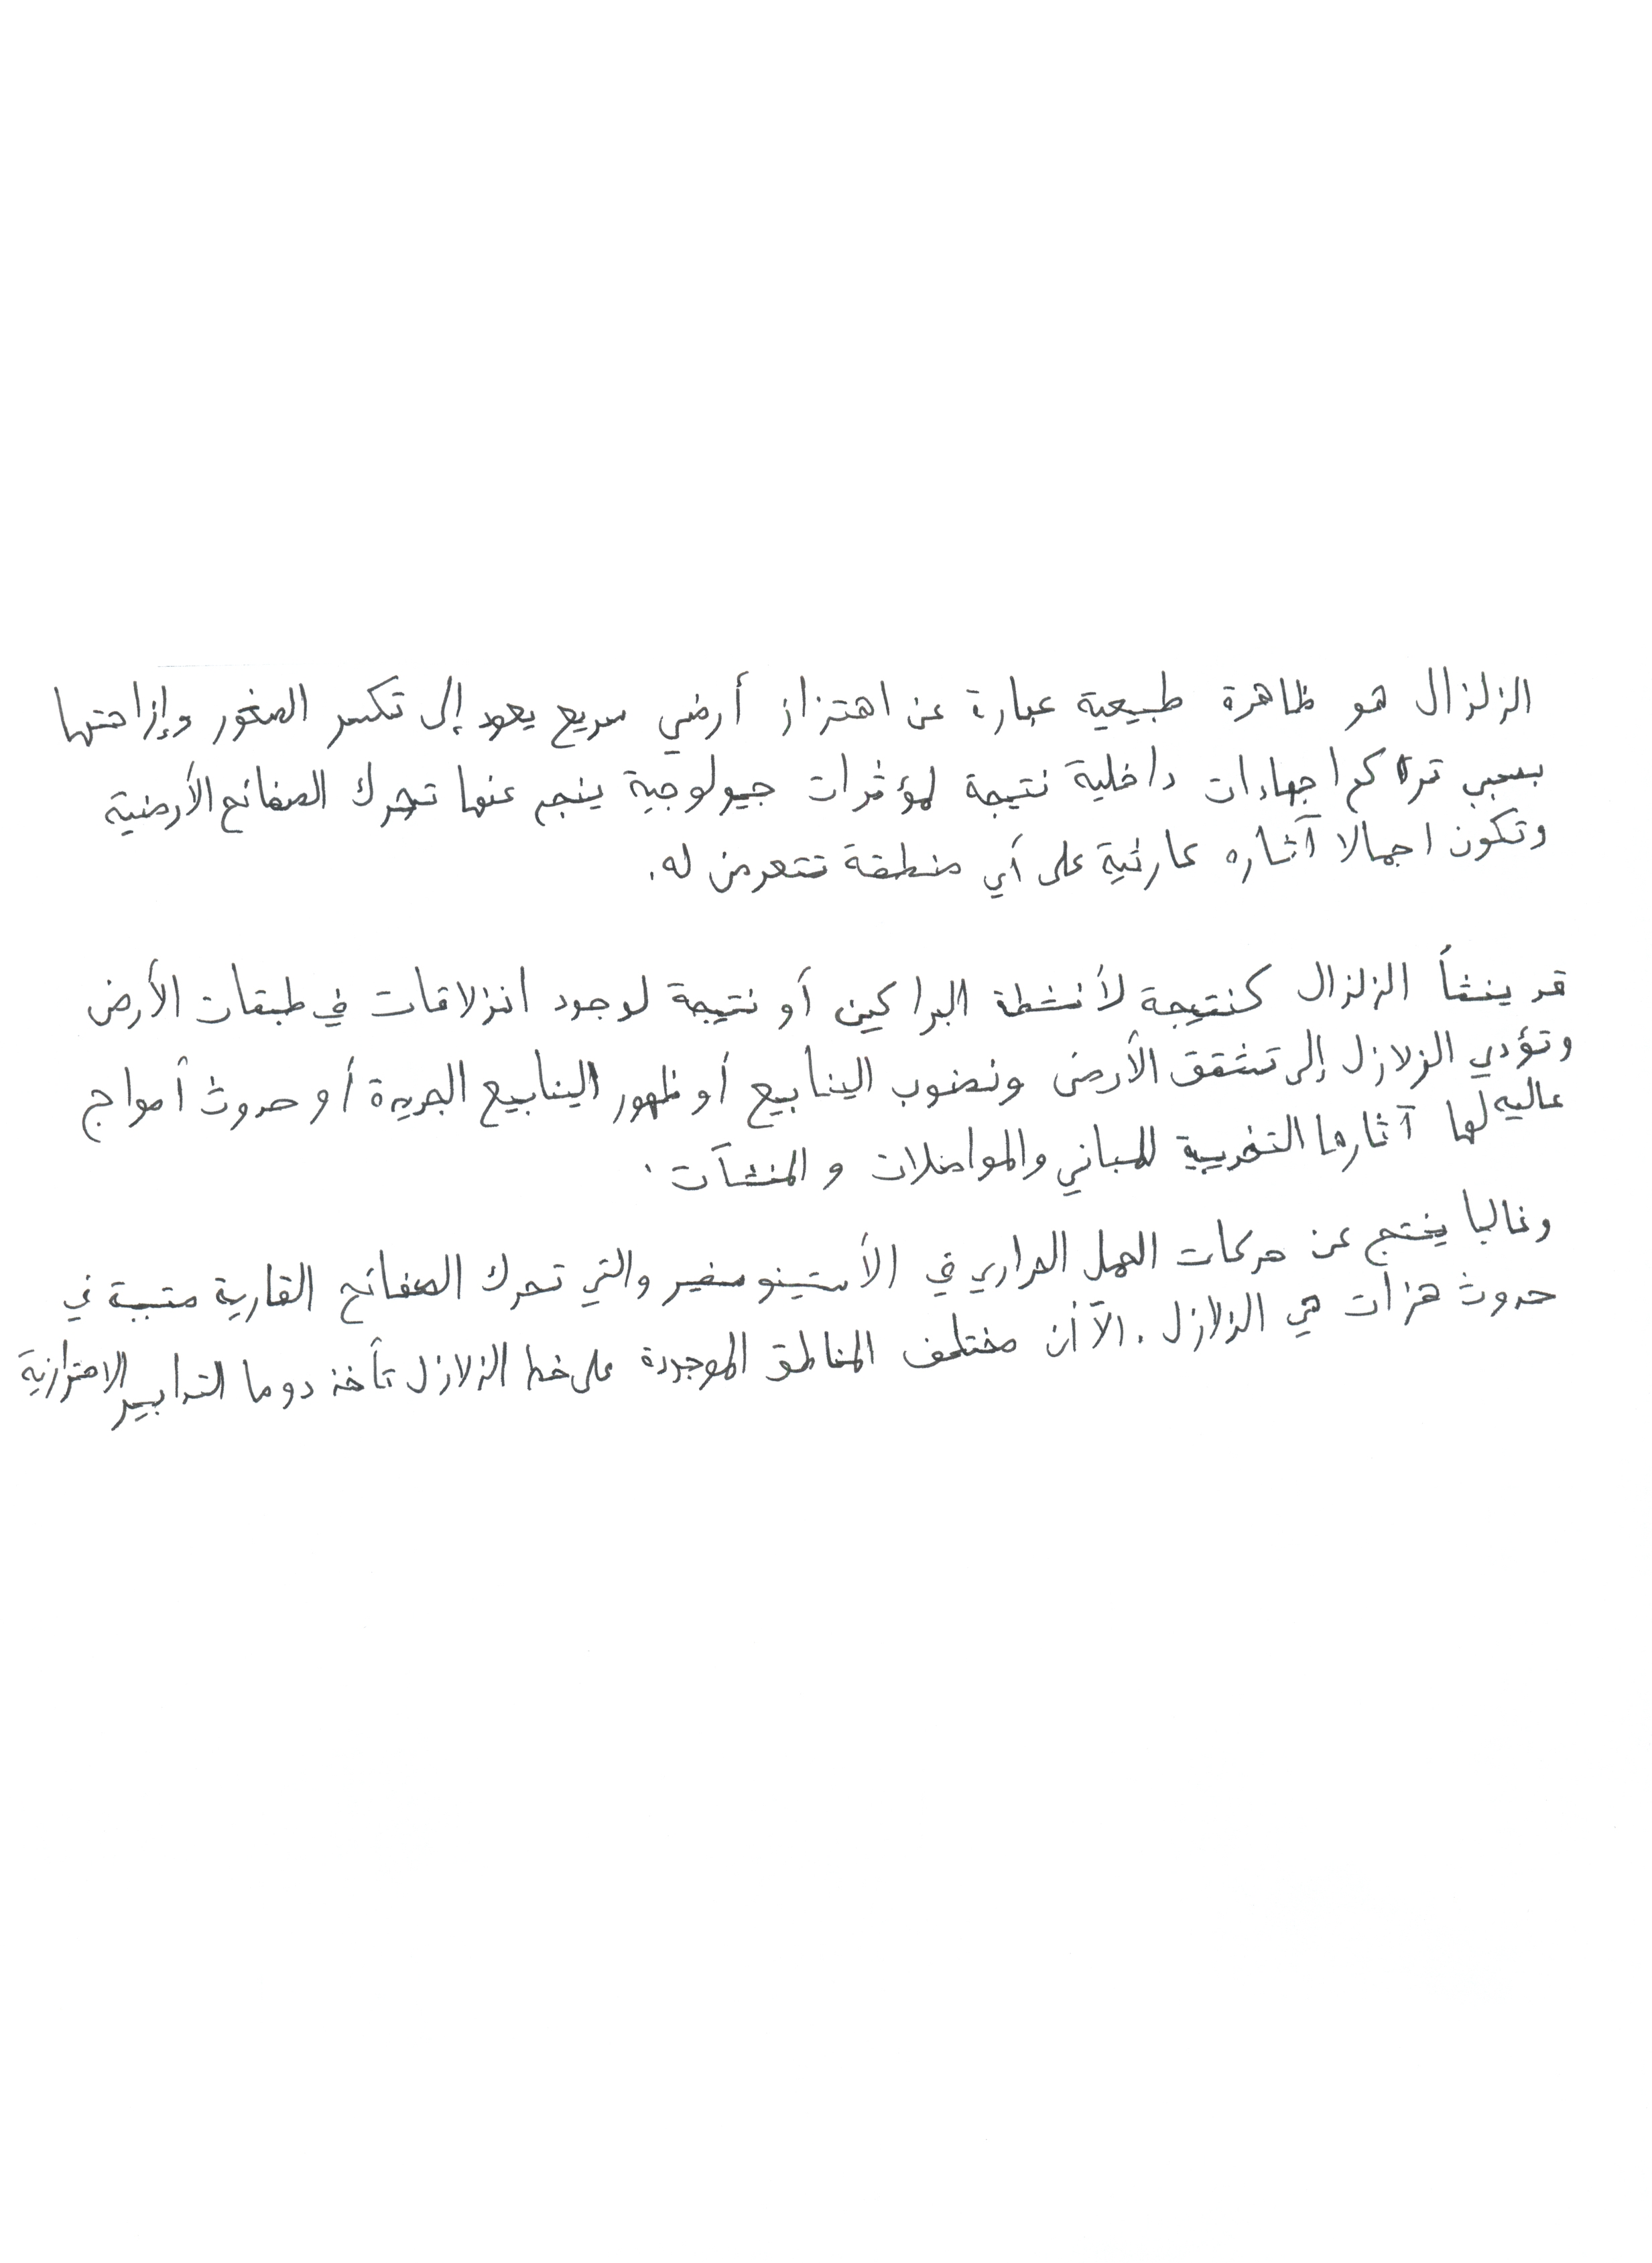 الزلزال هو ظاهرة طبيعية عبارة عن اهتزاز أرضي سريع يعود إلى تكسر الصخور وإزاحتها
بسبب تراكم اجهادات داخلية نتيجة لمؤثرات جيولوجية ينجم عنها تحرك الصفائح الأرضية
وتكون اجمالا آثاره كارثية على أي منطقة تتعرض له.
قد ينشأ الزلزال كنتيجة لأنشطة البراكين أو نتيجة لوجود انزلاقات في طبقات الأرض
وتؤدي الزلازل إلى تشقق الأرض ونضوب الينابيع أو ظهور الينابيع الجديدة أو حدوث أمواج
عاليه لها آثارها التخريبية للمباني والمواصلات و المنشآت.
وغالبا ينتج عن حركات الحمل الحراري في الأستينوسفير والتي تحرك الصفائح القارية متسببة في
حدوث هزات هي الزلازل. الآ أن مختلف المناطق الموجودة على خط الزلازل تأخذ دوما التدابير الاحترازية